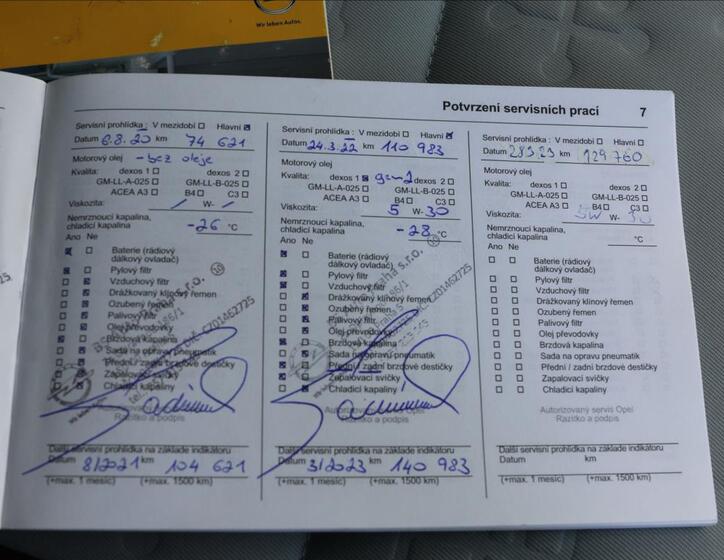 Wir leben Autos.
Potvrzení servisních prací 7
Servisní prohlídka : V mezidobí ☐ Hlavní ☒
Datum 6.8.20 km 74 621
Motorový olej - bez oleje
Kvalita: dexos 1 ☐ dexos 2 ☐
GM-LL-A-025 ☐ GM-LL-B-025 ☐
ACEA A3 ☐ B4 ☐ C3 ☐
Viskozita: / W- /
Nemrznoucí kapalina,
chladicí kapalina -26 °C
Ano Ne
Baterie (rádiový
dálkový ovladač)
Pylový filtr
Vzduchový filtr
Drážkovaný klínový řemen
Ozubený řemen
Palivový filtr
Olej převodovky
Brzdová kapalina
Sada na opravu pneumatik
Přední / zadní brzdové destičky
Zapalovací svíčky
Chladicí kapaliny
Razítko a podpis
Další servisní prohlídka na základě indikátoru
Datum 8/2021 km 104 621
(+max. 1 měsíc) (+max. 1500 km)
Servisní prohlídka : V mezidobí ☐ Hlavní ☒
Datum 24.3.22 km 110 983
Motorový olej
Kvalita: dexos 1 ☒ dexos 2 ☐
GM-LL-A-025 ☐ GM-LL-B-025 ☐
ACEA A3 ☐ B4 ☐ C3 ☐
Viskozita: 5 W-30
Nemrznoucí kapalina,
chladicí kapalina -28 °C
Ano Ne
Baterie (rádiový
dálkový ovladač)
Pylový filtr
Vzduchový filtr
Drážkovaný klínový řemen
Ozubený řemen
Palivový filtr
Olej převodovky
Brzdová kapalina
Sada na opravu pneumatik
Přední / zadní brzdové destičky
Zapalovací svíčky
Chladicí kapaliny
Autorizovaný servis Opel
Razítko a podpis
Další servisní prohlídka na základě indikátoru
Datum 3/2023 km 140 983
(+max. 1 měsíc) (+max. 1500 km)
Servisní prohlídka : V mezidobí ☐ Hlavní ☐
Datum km 129 760
Motorový olej
Kvalita: dexos 1 ☐ dexos 2 ☐
GM-LL-A-025 ☐ GM-LL-B-025 ☐
ACEA A3 ☐ B4 ☐ C3 ☐
Viskozita: 5W W- 30
Nemrznoucí kapalina,
chladicí kapalina °C
Ano Ne
☐ ☐ Baterie (rádiový
dálkový ovladač)
☐ ☐ Pylový filtr
☐ ☐ Vzduchový filtr
☐ ☐ Drážkovaný klínový řemen
☐ ☐ Ozubený řemen
☐ ☐ Palivový filtr
☐ ☐ Olej převodovky
☐ ☐ Brzdová kapalina
☐ ☐ Sada na opravu pneumatik
☐ ☐ Přední / zadní brzdové destičky
☐ ☐ Zapalovací svíčky
☐ ☐ Chladicí kapaliny
Autorizovaný servis Opel
Razítko a podpis
Další servisní prohlídka na základě indikátoru
Datum km
(+max. 1 měsíc) (+max. 1500 km)